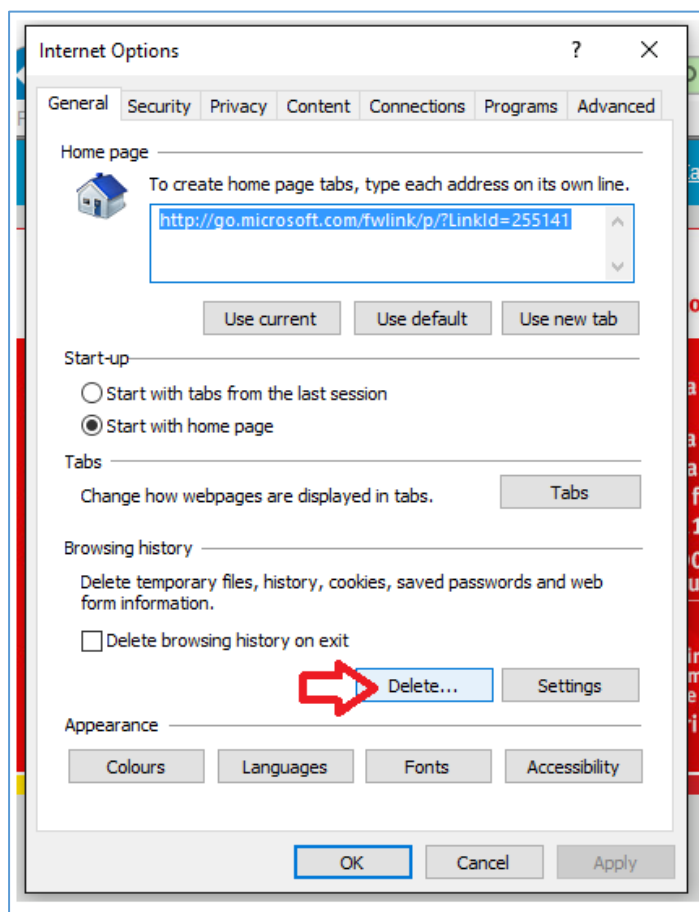 Internet Options
?
General Security Privacy Content Connections Programs Advanced
Home page
To create home page tabs, type each address on its own line.
http://go.microsoft.com/fwlink/p/?LinkId=255141
Use current Use default Use new tab
Start-up
Start with tabs from the last session
Start with home page
Tabs
Change how webpages are displayed in tabs. Tabs
Browsing history
Delete temporary files, history, cookies, saved passwords and web
form information.
Delete browsing history on exit
Delete... Settings
Appearance
Colours Languages Fonts Accessibility
OK Cancel Apply